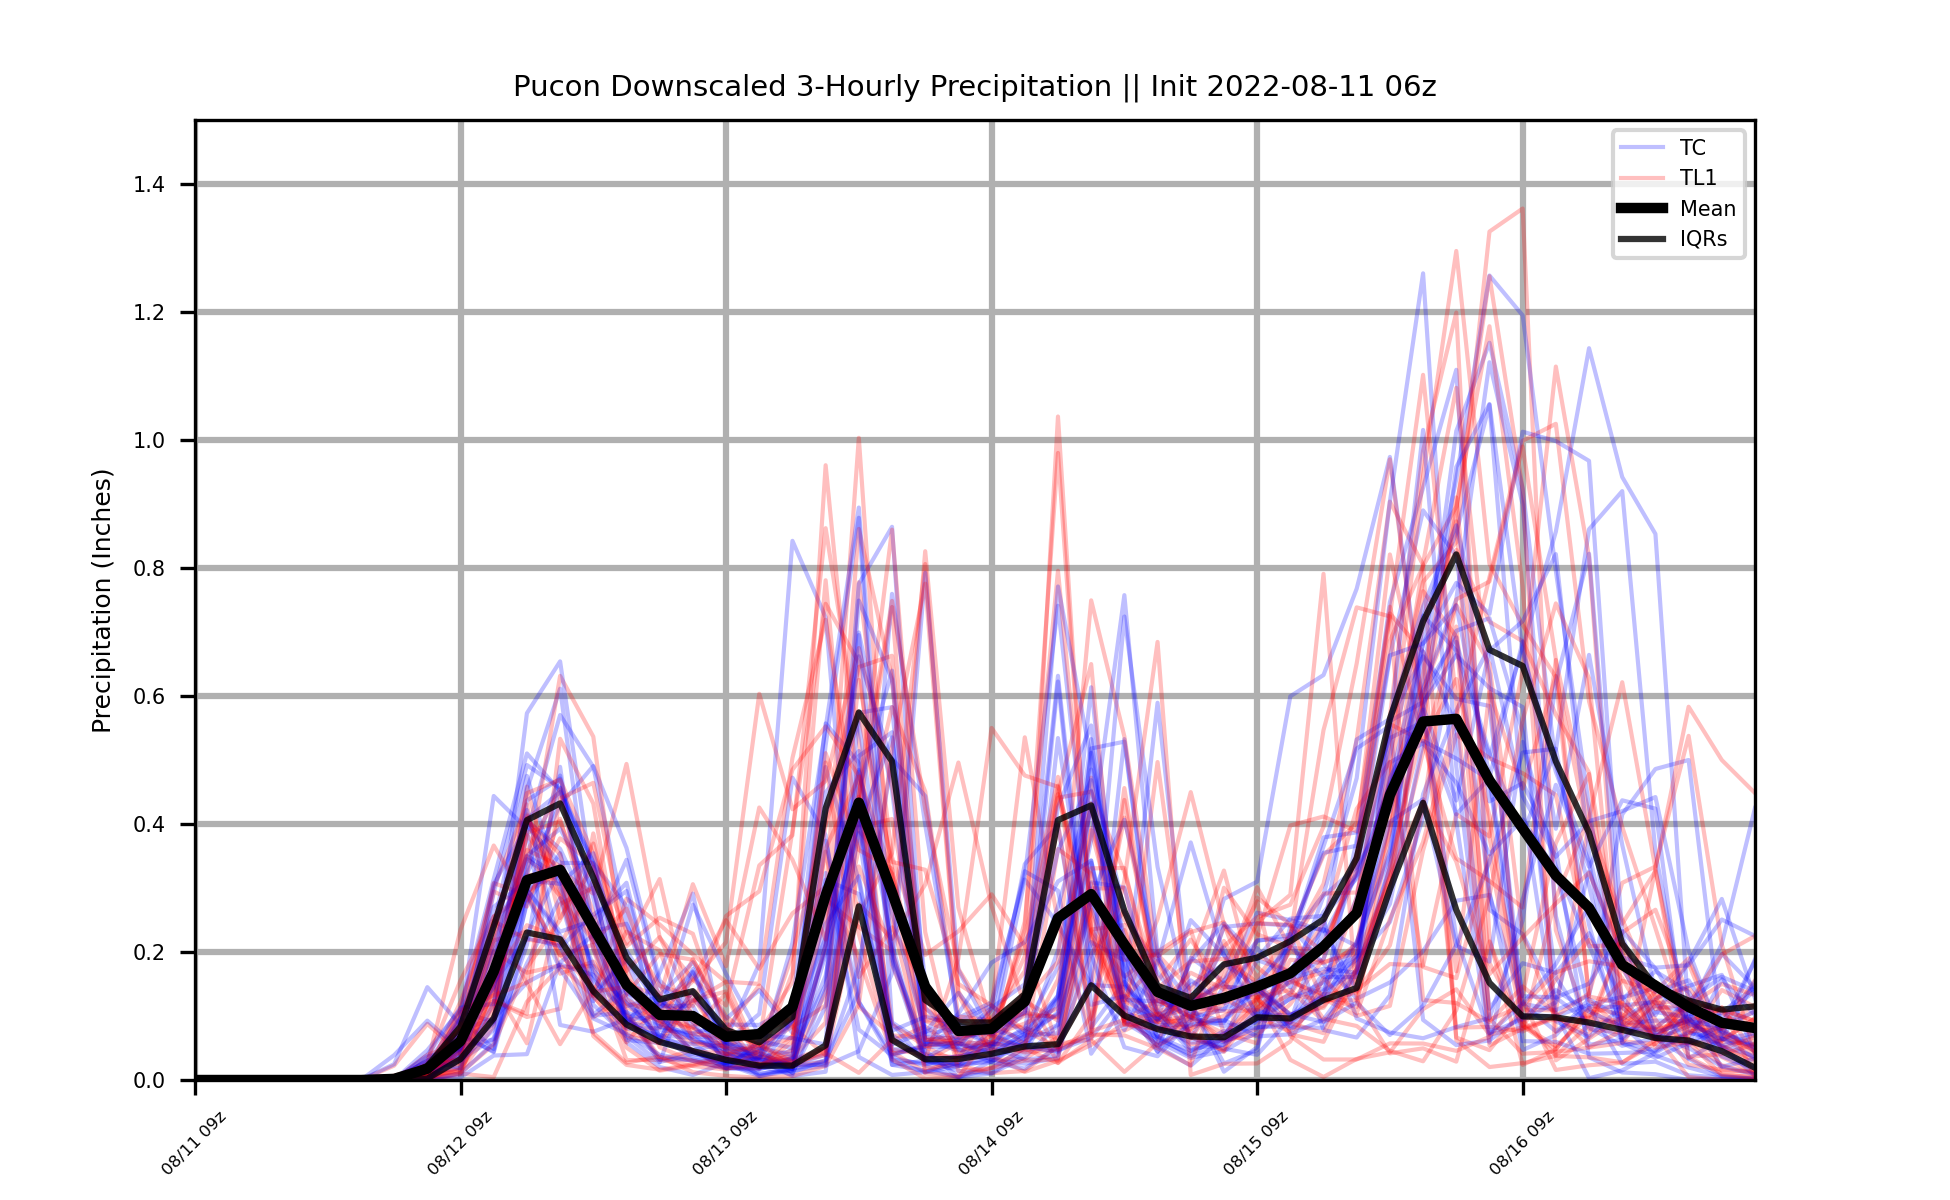 Pucon Downscaled 3-Hourly Precipitation || Init 2022-08-11 06z
TC
TL1
Mean
IQRs
Precipitation (Inches)
1.4
1.2
1.0
0.8
0.6
0.4
0.2
0.0
08/11 09z
08/12 09z
08/13 09z
08/14 09z
08/15 09z
08/16 09z